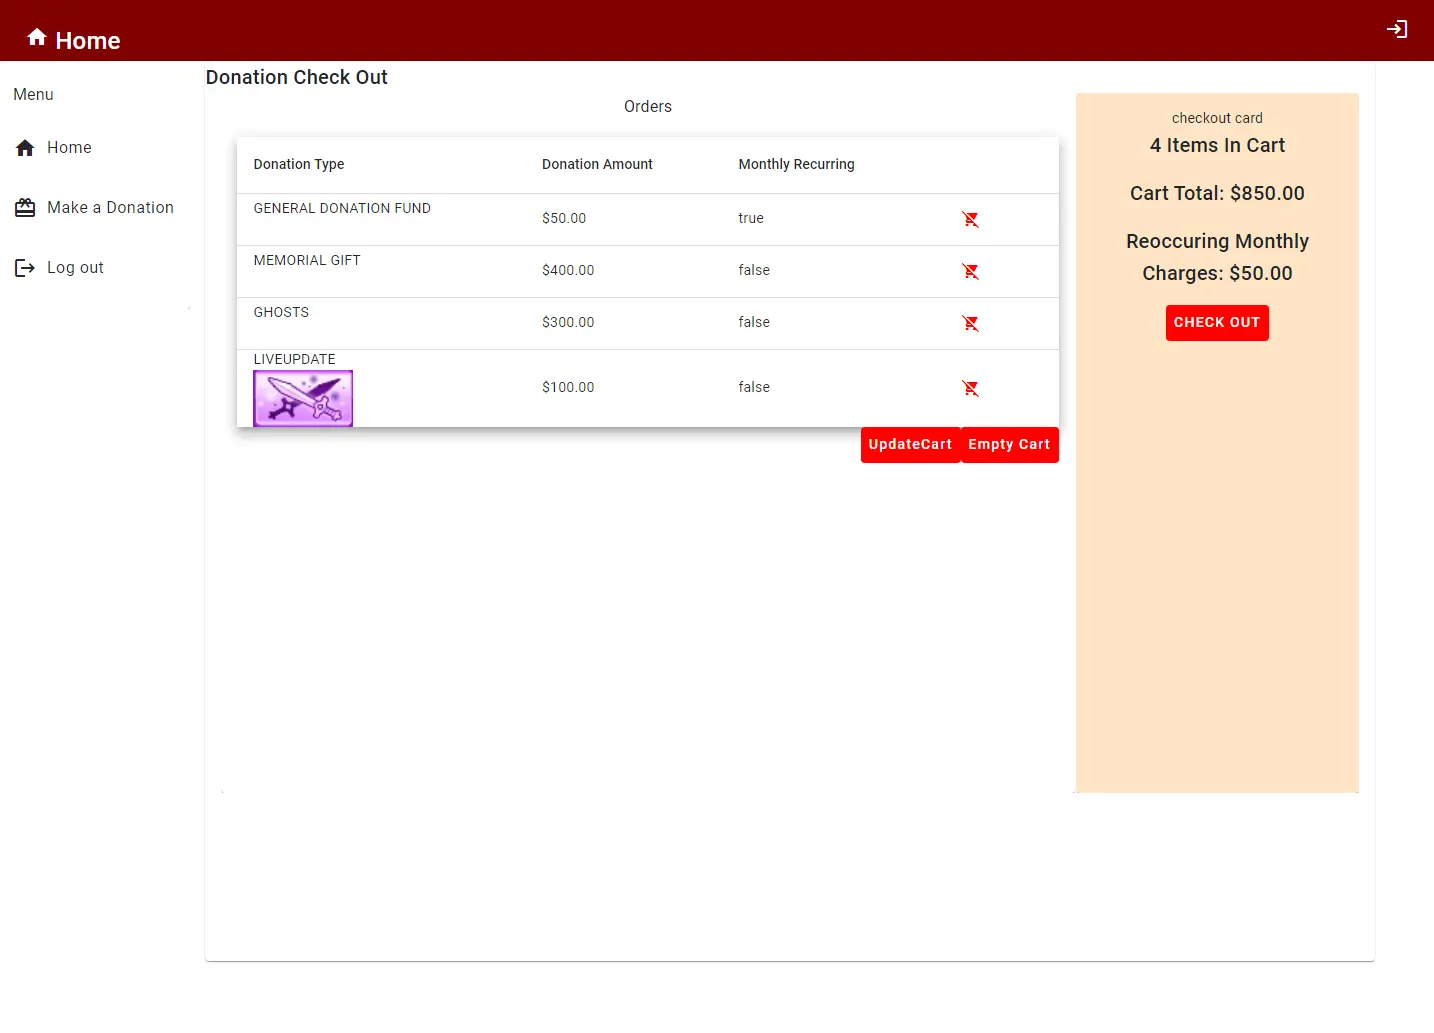 Home
Menu
Home
Make a Donation
Log out
Donation Check Out
Orders
Donation Type Donation Amount Monthly Recurring
GENERAL DONATION FUND $50.00 true
MEMORIAL GIFT $400.00 false
GHOSTS $300.00 false
LIVEUPDATE $100.00 false
UpdateCart Empty Cart
checkout card
4 Items In Cart
Cart Total: $850.00
Reoccuring Monthly
Charges: $50.00
CHECK OUT